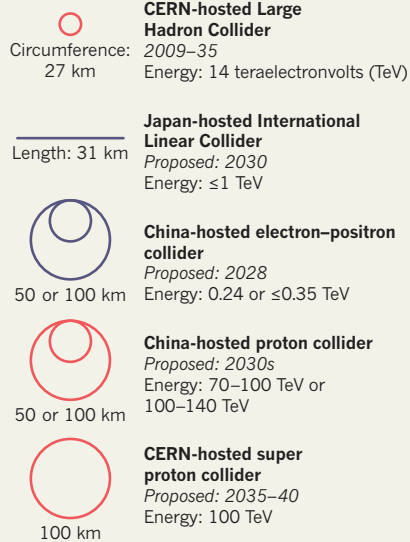 CERN-hosted Large
Hadron Collider
Circumference:
27 km
2009–35
Energy: 14 teraelectronvolts (TeV)
Japan-hosted International
Linear Collider
Length: 31 km
Proposed: 2030
Energy: ≤1 TeV
China-hosted electron–positron
collider
Proposed: 2028
50 or 100 km
Energy: 0.24 or ≤0.35 TeV
China-hosted proton collider
Proposed: 2030s
Energy: 70–100 TeV or
100–140 TeV
50 or 100 km
CERN-hosted super
proton collider
Proposed: 2035–40
Energy: 100 TeV
100 km